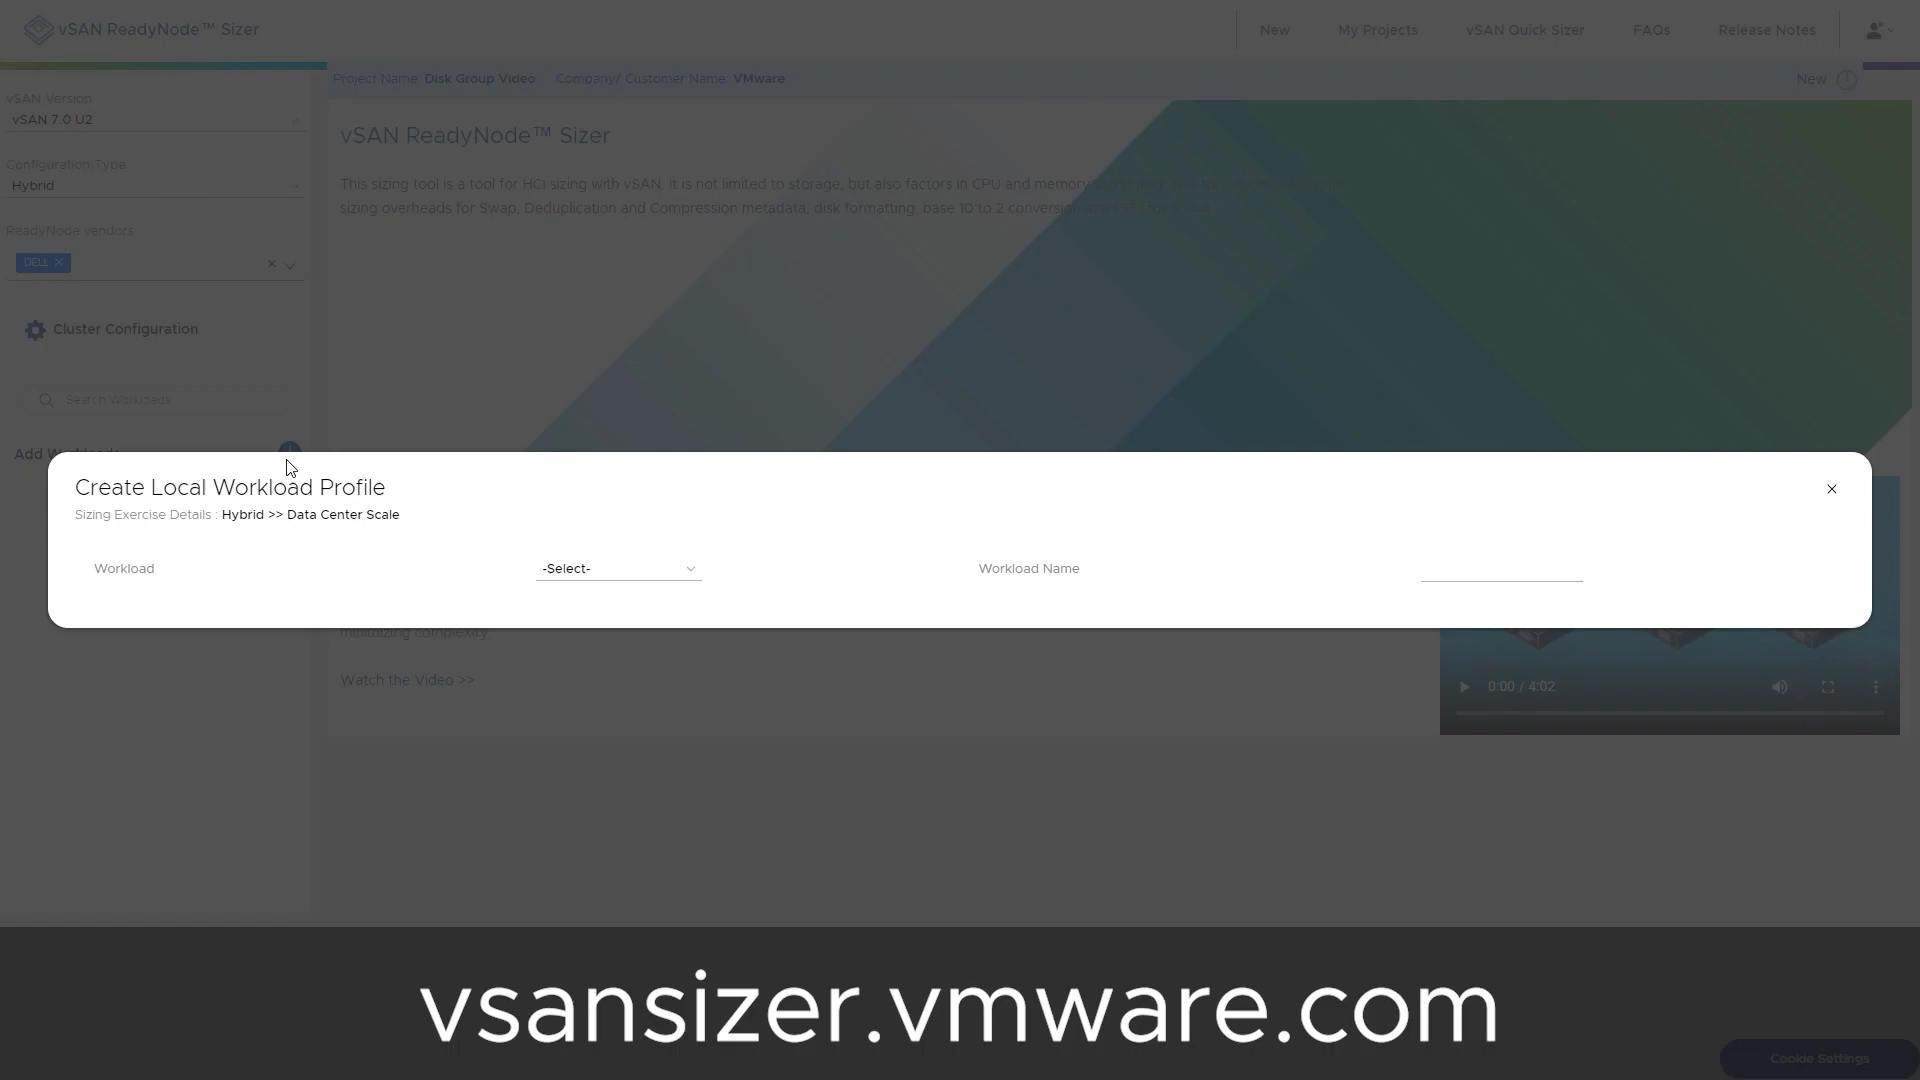 vSAN ReadyNode™ Sizer
New
My Projects
vSAN Quick Sizer
FAQs
Release Notes
Project Name: Disk Group Video
Company/ Customer Name: VMware
New
vSAN Version
vSAN 7.0 U2
Configuration Type
Hybrid
ReadyNode vendors
DELL
Cluster Configuration
Search Workloads
Add
vSAN ReadyNode™ Sizer
This sizing tool is a tool for HCI sizing with vSAN. It is not limited to storage, but also factors in CPU and memory
sizing overheads for Swap, Deduplication and Compression metadata, disk formatting, base 10 to 2 conversion
Create Local Workload Profile
Sizing Exercise Details : Hybrid >> Data Center Scale
Workload
-Select-
Workload Name
minimizing complexity
Watch the Video >>
0:00 / 4:02
vsansizer.vmware.com
Cookie Settings